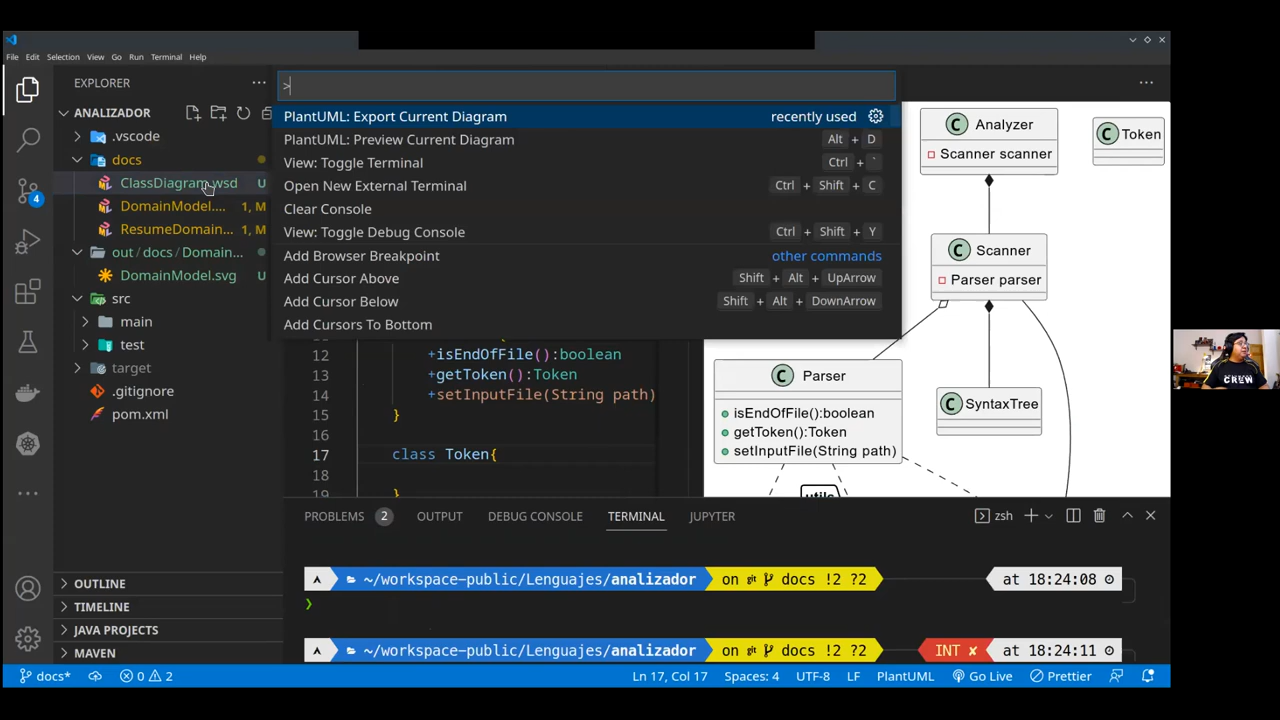 File Edit Selection View Go Run Terminal Help
EXPLORER
ANALIZADOR
.vscode
docs
ClassDiagram.wsd U
DomainModel.... 1, M
ResumeDomain... 1, M
out / docs / Domain...
DomainModel.svg U
src
main
test
target
.gitignore
pom.xml
OUTLINE
TIMELINE
JAVA PROJECTS
MAVEN
4
>
PlantUML: Export Current Diagram recently used
PlantUML: Preview Current Diagram Alt + D
View: Toggle Terminal Ctrl + `
Open New External Terminal Ctrl + Shift + C
Clear Console
View: Toggle Debug Console Ctrl + Shift + Y
Add Browser Breakpoint other commands
Add Cursor Above Shift + Alt + UpArrow
Add Cursor Below Shift + Alt + DownArrow
Add Cursors To Bottom
12 +isEndOfFile():boolean
13 +getToken():Token
14 +setInputFile(String path)
15 }
16
17 class Token{
18
19 }
C Analyzer
Scanner scanner
C Token
C Scanner
Parser parser
C Parser
isEndOfFile():boolean
getToken():Token
setInputFile(String path)
C SyntaxTree
utils
PROBLEMS 2 OUTPUT DEBUG CONSOLE TERMINAL JUPYTER
zsh
~/workspace-public/Lenguajes/analizador on git docs !2 ?2 at 18:24:08
❯
~/workspace-public/Lenguajes/analizador on git docs !2 ?2 INT ✘ at 18:24:11
docs* 0 2 Ln 17, Col 17 Spaces: 4 UTF-8 LF PlantUML Go Live Prettier
CREW